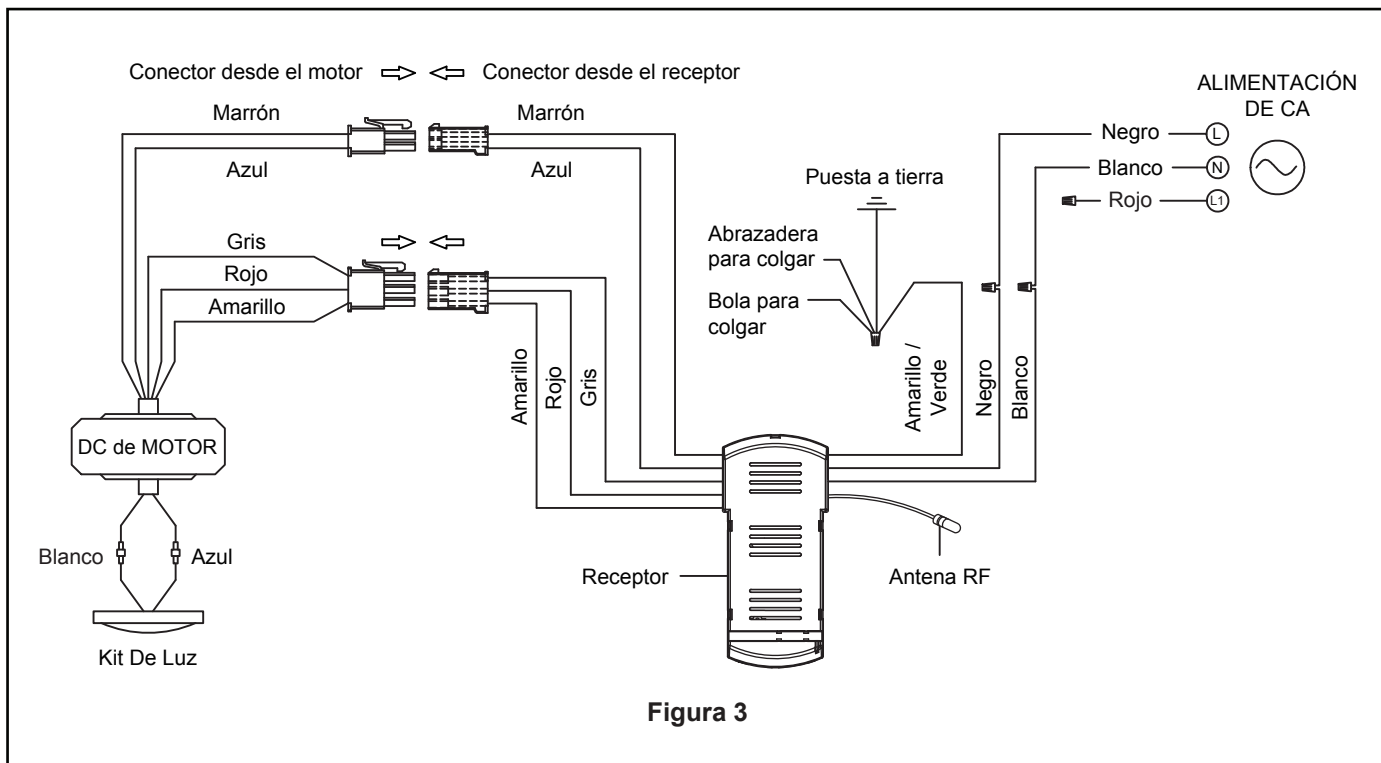 Conector desde el motor
Conector desde el receptor
Marrón
Azul
Marrón
Azul
Gris
Rojo
Amarillo
Amarillo
Rojo
Gris
DC de MOTOR
Blanco
Azul
Kit De Luz
ALIMENTACIÓN
DE CA
Negro
L
Blanco
N
Rojo
L1
Puesta a tierra
Abrazadera
para colgar
Bola para
colgar
Amarillo /
Verde
Negro
Blanco
Receptor
Antena RF
Figura 3